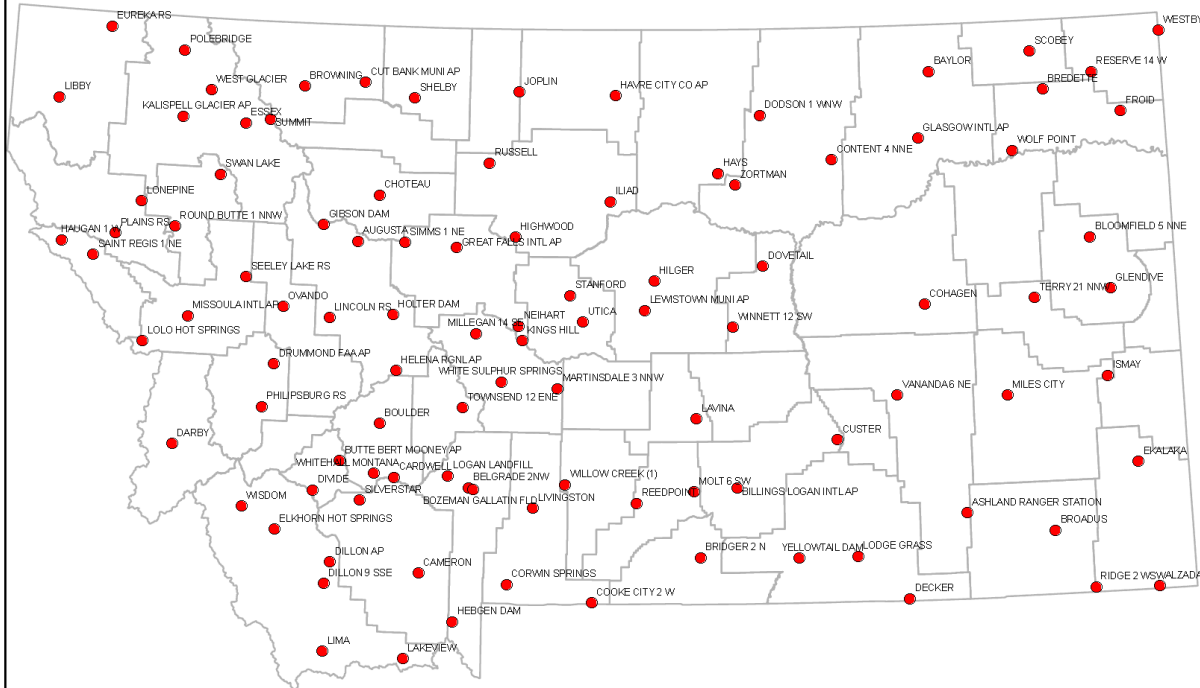 EUREKA RS
WESTBY
POLEBRIDGE
SCOBEY
WEST GLACIER
BROWNING
CUT BANK MUNI AP
BAYLOR
RESERVE 14 W
LIBBY
SHELBY
JOPLIN
HAVRE CITY CO AP
BREDETTE
KALISPELL GLACIER AP
ESSEX
SUMMIT
DODSON 1 WNW
FROID
GLASGOW INTL AP
WOLF POINT
RUSSELL
CONTENT 4 NNE
SWAN LAKE
HAYS
ZORTMAN
LONEPINE
CHOTEAU
ILIAD
HAUGAN 1 W
PLAINS RS
ROUND BUTTE 1 NNW
GIBSON DAM
AUGUSTA
SIMMS 1 NE
HIGHWOOD
GREAT FALLS INTL AP
BLOOMFIELD 5 NNE
SAINT REGIS 1 NE
DOVETAIL
SEELEY LAKE RS
HILGER
STANFORD
GLENDIVE
TERRY 21 NNW
COHAGEN
MISSOULA INTL AP
OVANDO
LINCOLN RS
HOLTER DAM
NEIHART
UTICA
LEWISTOWN MUNI AP
WINNETT 12 SW
LOLO HOT SPRINGS
MILLEGAN 14 SE
KINGS HILL
DRUMMOND FAA AP
HELENA RGNL AP
WHITE SULPHUR SPRINGS
MARTINSDALE 3 NNW
ISMAY
VANANDA 6 NE
MILES CITY
PHILIPSBURG RS
TOWNSEND 12 ENE
BOULDER
LAVINA
DARBY
CUSTER
EKALAKA
BUTTE BERT MOONEY AP
WHITEHALL
MONTANA
CARDWELL
LOGAN LANDFILL
BELGRADE 2NW
WILLOW CREEK (1)
MOLT 6 SW
BILLINGS LOGAN INTL AP
DIVIDE
SILVERSTAR
BOZEMAN GALLATIN FLD
LIVINGSTON
REEDPOINT
WISDOM
ASHLAND RANGER STATION
ELKHORN HOT SPRINGS
BROADUS
DILLON AP
BRIDGER 2 N
YELLOWTAIL DAM
LODGE GRASS
DILLON 9 SSE
CAMERON
CORWIN SPRINGS
COOKE CITY 2 W
DECKER
RIDGE 2 WSW
ALZADA
HEBGEN DAM
LIMA
LAKEVIEW